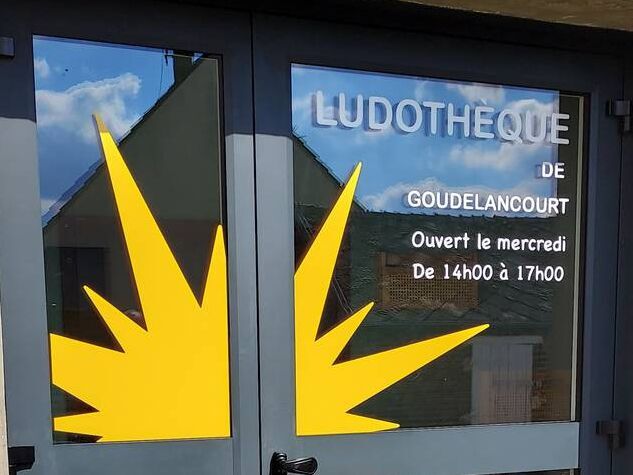 LUDOTHÈQUE
DE
GOUDELANCOURT
Ouvert le mercredi
De 14h00 à 17h00